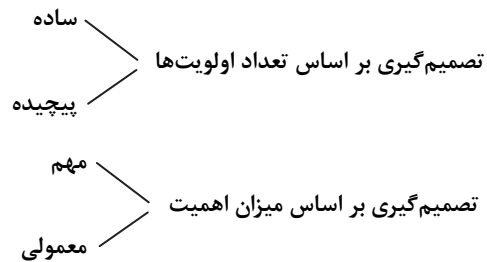 ساده
تصمیم‌گیری بر اساس تعداد اولویت‌ها
پیچیده
مهم
تصمیم‌گیری بر اساس میزان اهمیت
معمولی